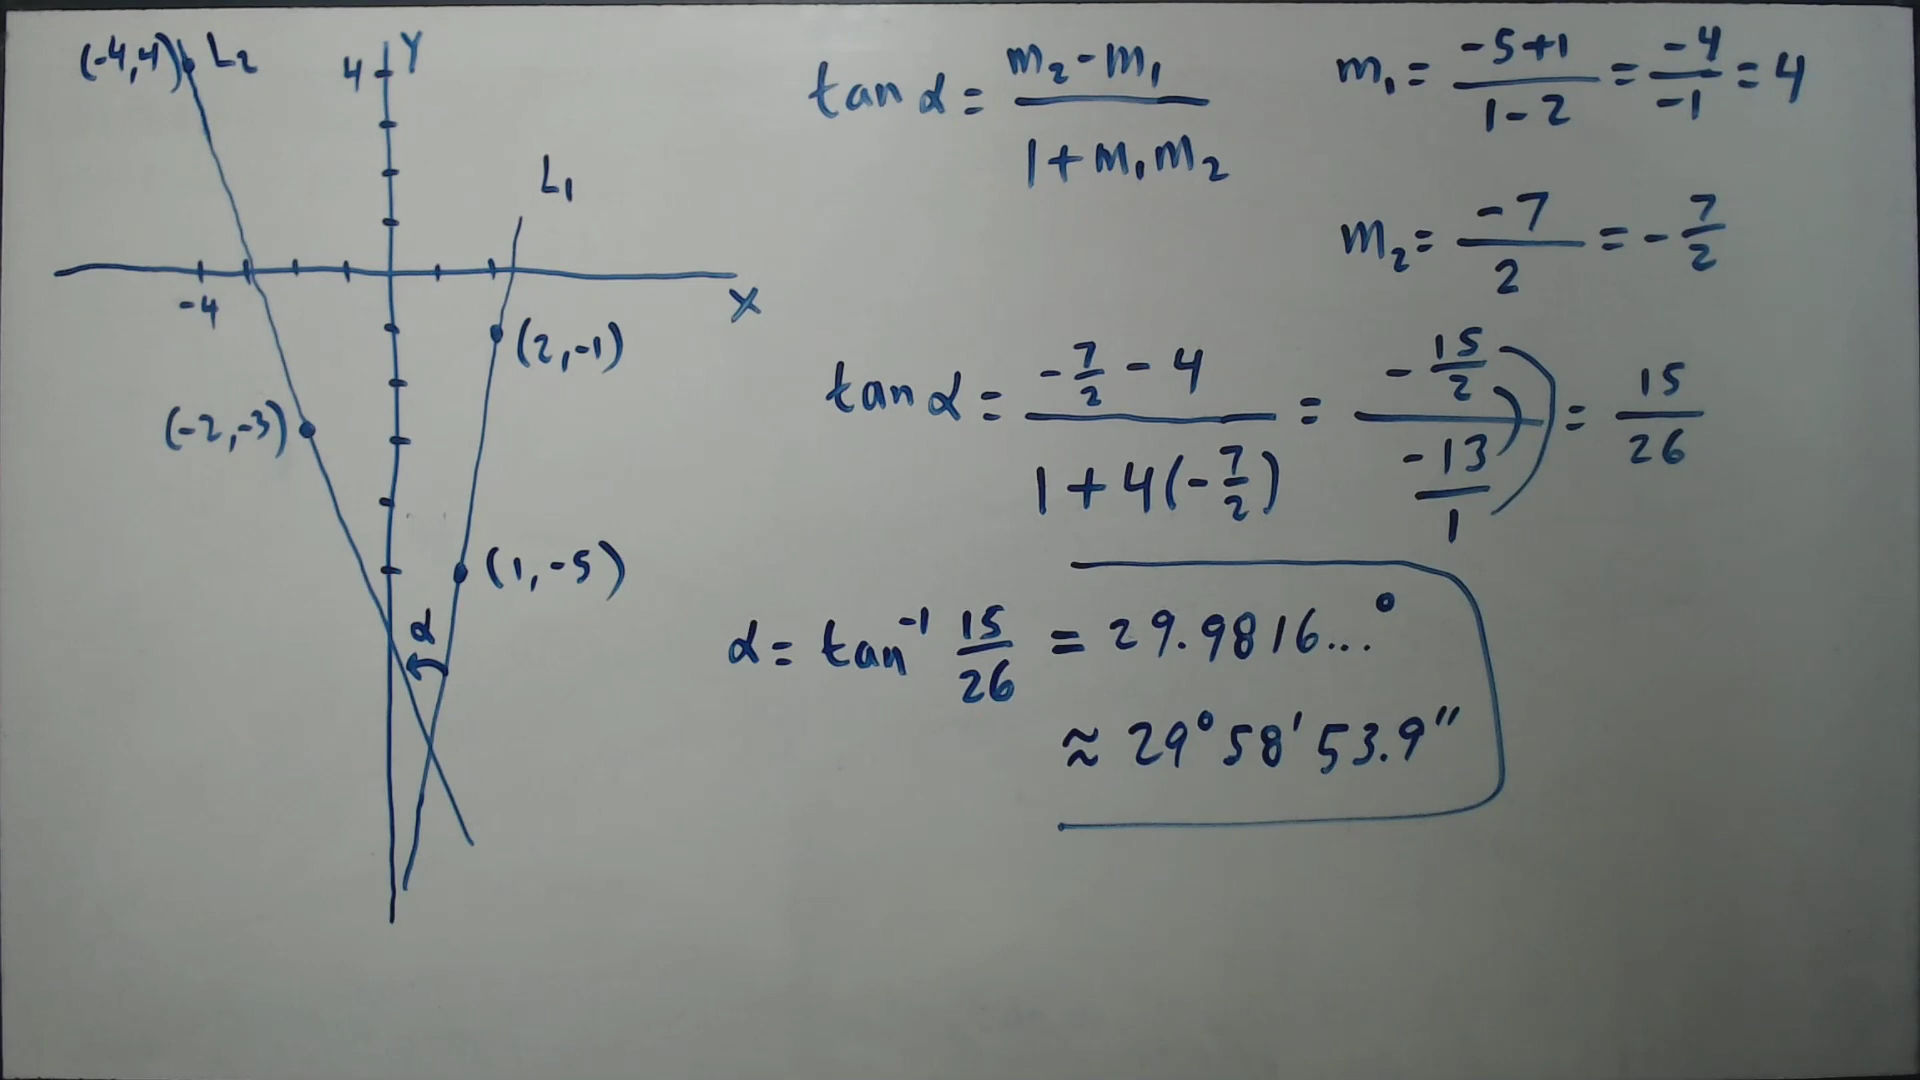 (-4,4) L2
4 Y
L1
-4
X
(2,-1)
(-2,-3)
(1,-5)
α
tan α = (m2 - m1) / (1 + m1 m2)
m1 = (-5+1) / (1-2) = -4 / -1 = 4
m2 = -7 / 2 = - 7/2
tan α = (-7/2 - 4) / (1 + 4(-7/2)) = (-15/2) / (-13/1) = 15/26
α = tan⁻¹ 15/26 = 29.9816...°
≈ 29° 58' 53.9"